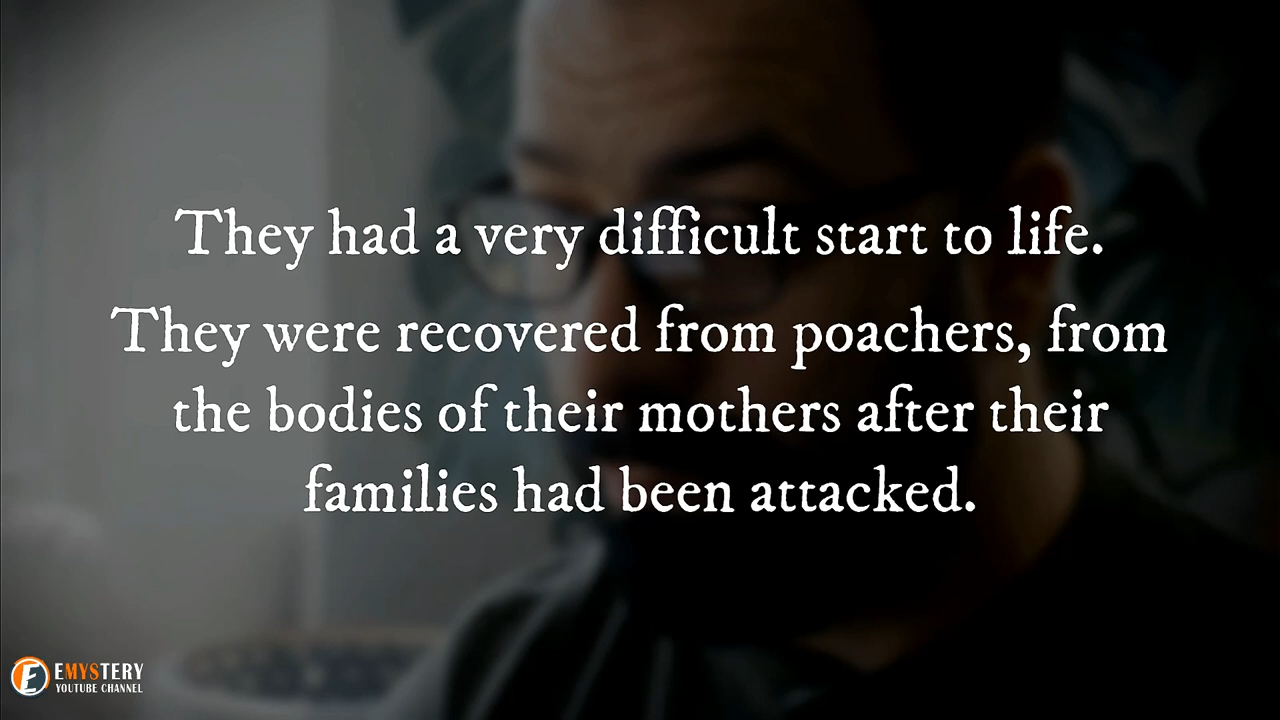 They had a very difficult start to life.
They were recovered from poachers, from
the bodies of their mothers after their
families had been attacked.
EMYSTERY
YOUTUBE CHANNEL